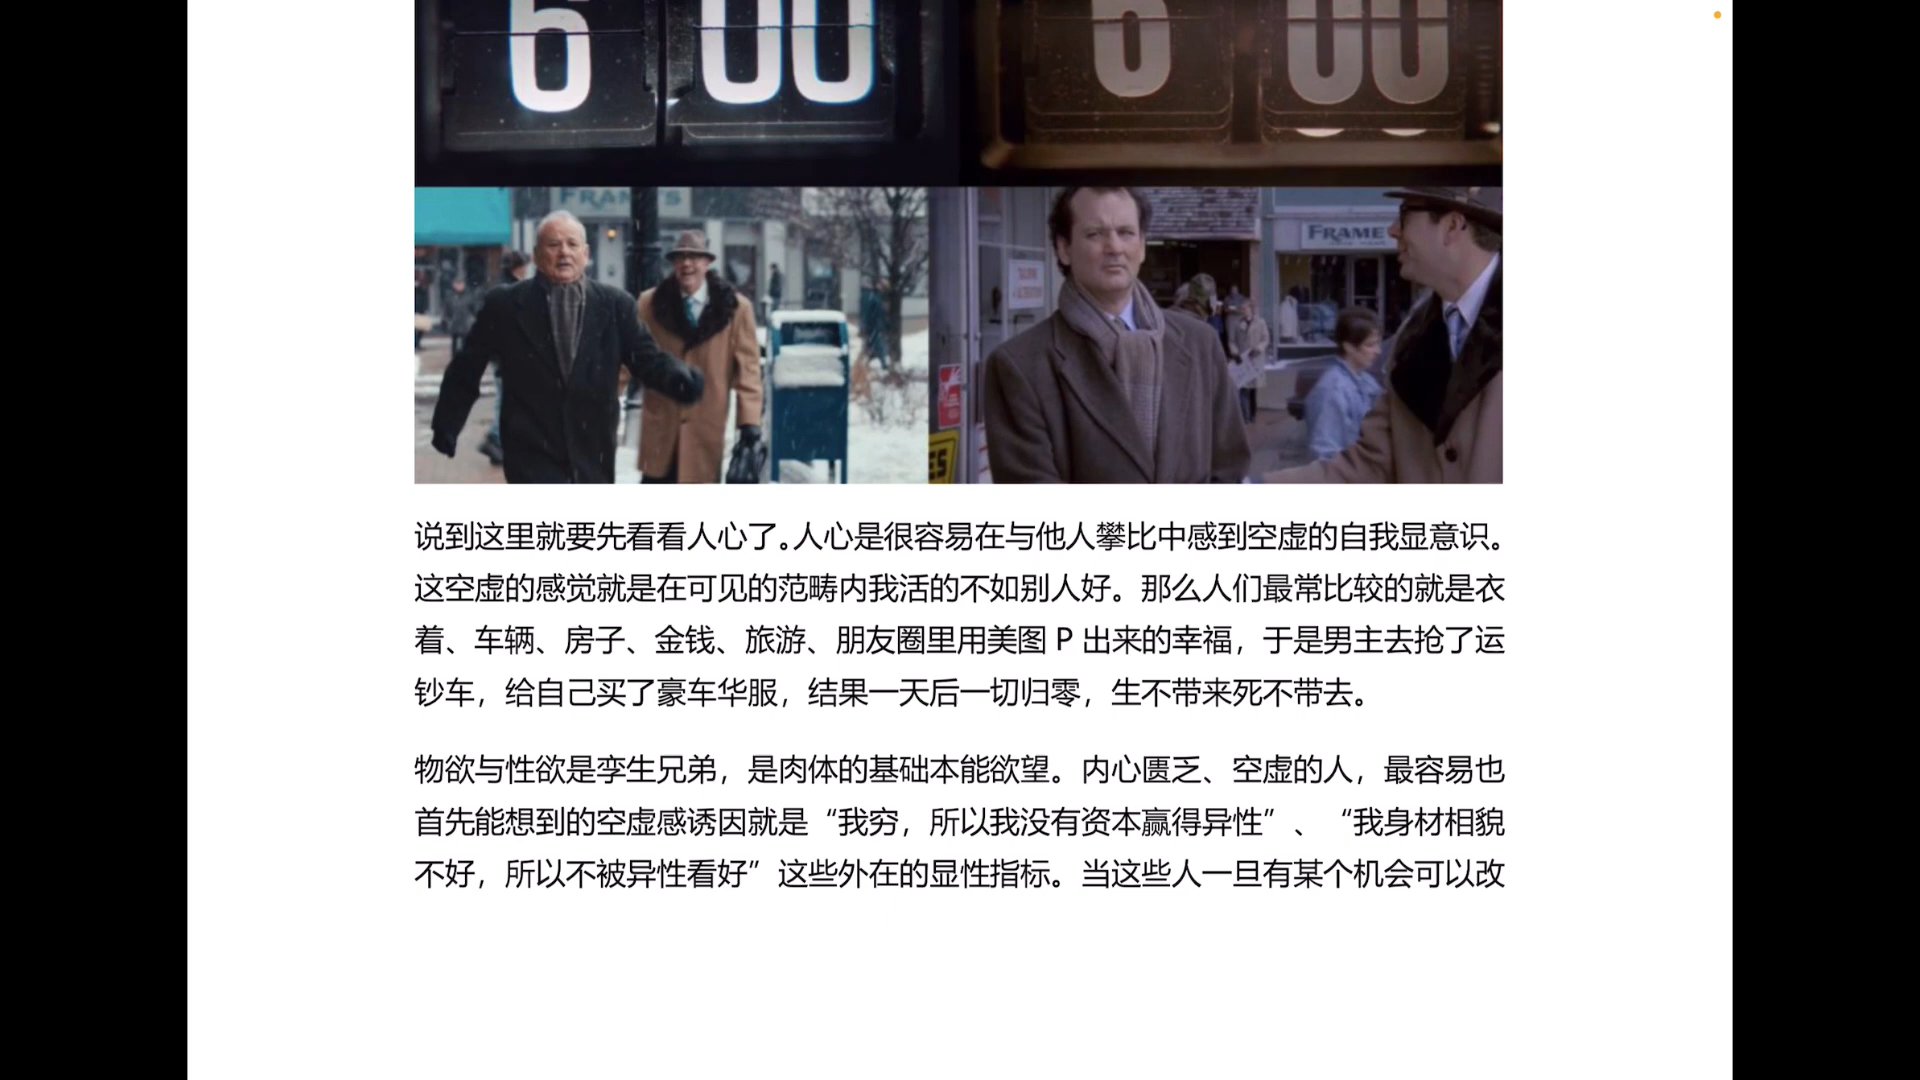 6 00
6 00
FRAMES
FRAME
ES
说到这里就要先看看人心了。人心是很容易在与他人攀比中感到空虚的自我显意识。
这空虚的感觉就是在可见的范畴内我活的不如别人好。那么人们最常比较的就是衣
着、车辆、房子、金钱、旅游、朋友圈里用美图 P 出来的幸福，于是男主去抢了运
钞车，给自己买了豪车华服，结果一天后一切归零，生不带来死不带去。
物欲与性欲是孪生兄弟，是肉体的基础本能欲望。内心匮乏、空虚的人，最容易也
首先能想到的空虚感诱因就是“我穷，所以我没有资本赢得异性”、“我身材相貌
不好，所以不被异性看好”这些外在的显性指标。当这些人一旦有某个机会可以改